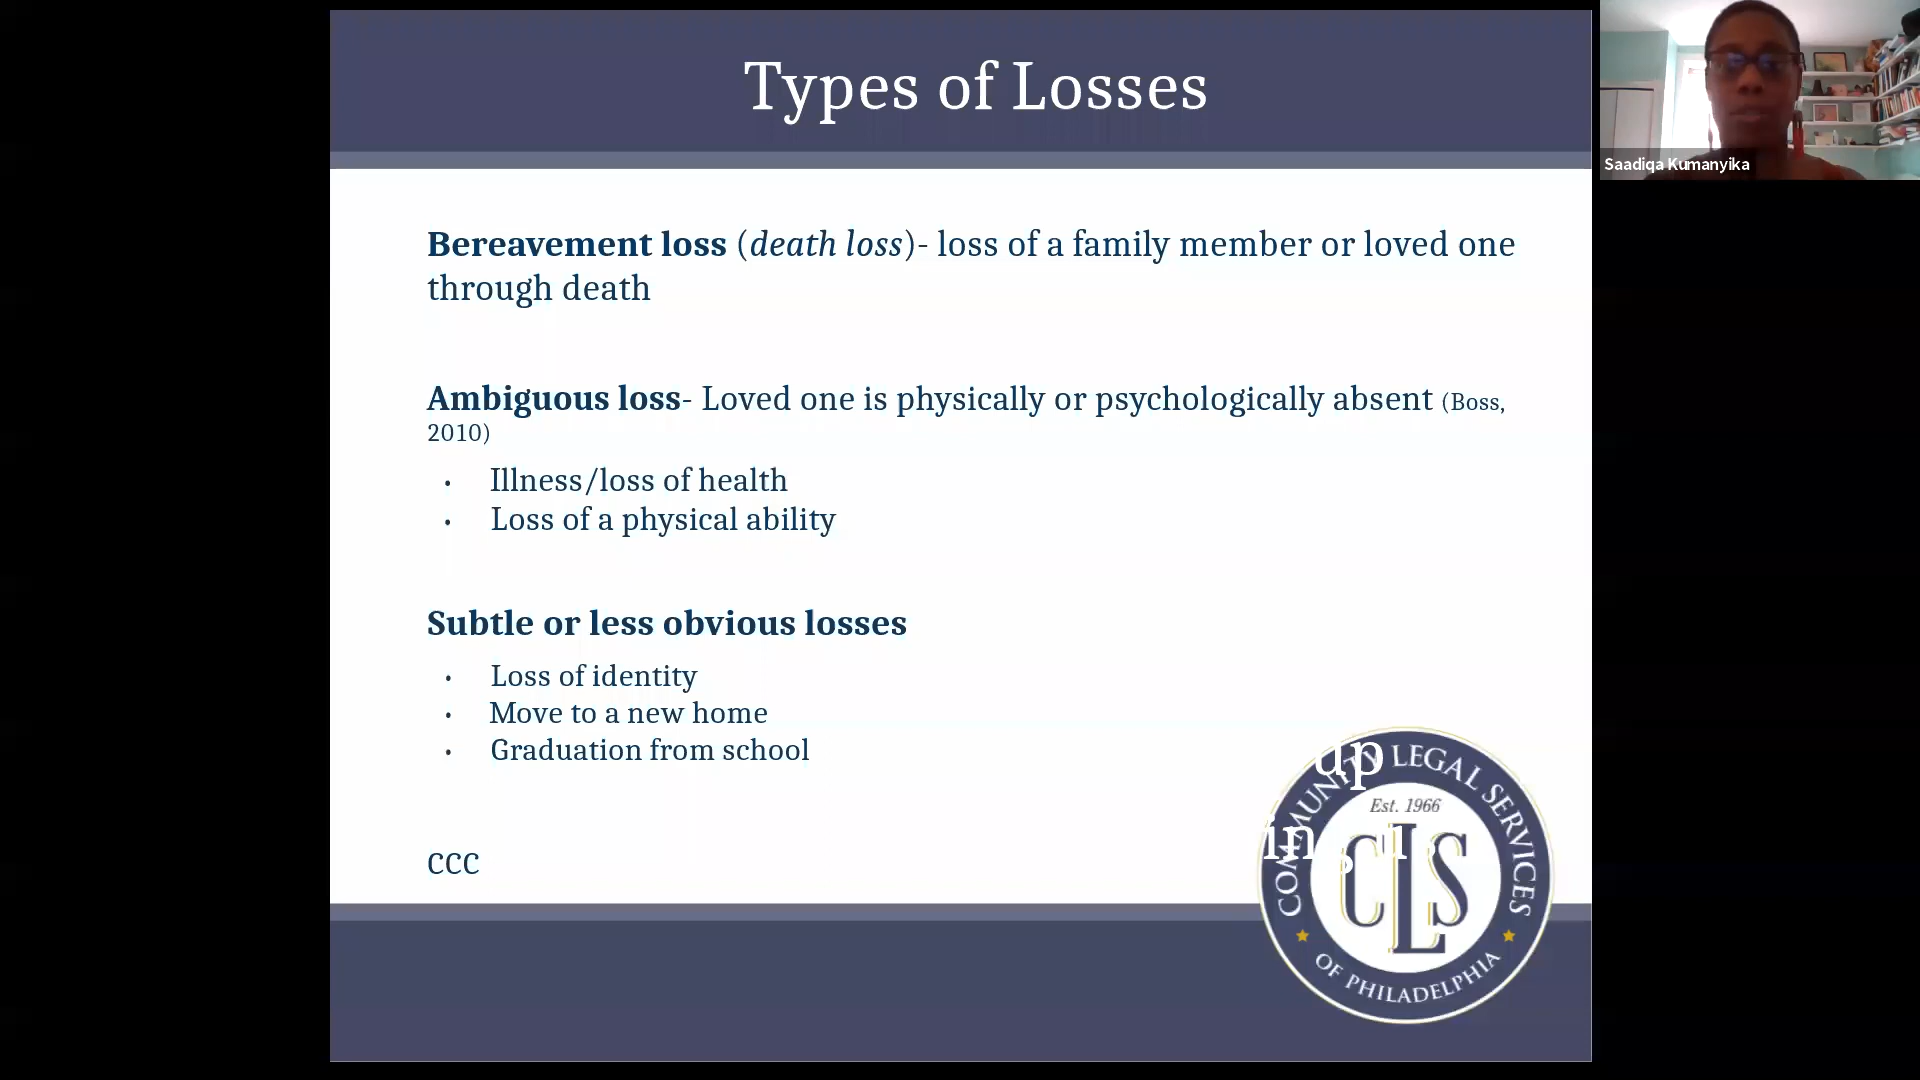 Types of Losses
Saadiqa Kumanyika
Bereavement loss (death loss)- loss of a family member or loved one
through death
Ambiguous loss- Loved one is physically or psychologically absent (Boss,
2010)
• Illness/loss of health
• Loss of a physical ability
Subtle or less obvious losses
• Loss of identity
• Move to a new home
• Graduation from school
up
COMMUNITY LEGAL SERVICES
Est. 1966
CLS
OF PHILADELPHIA
CCC